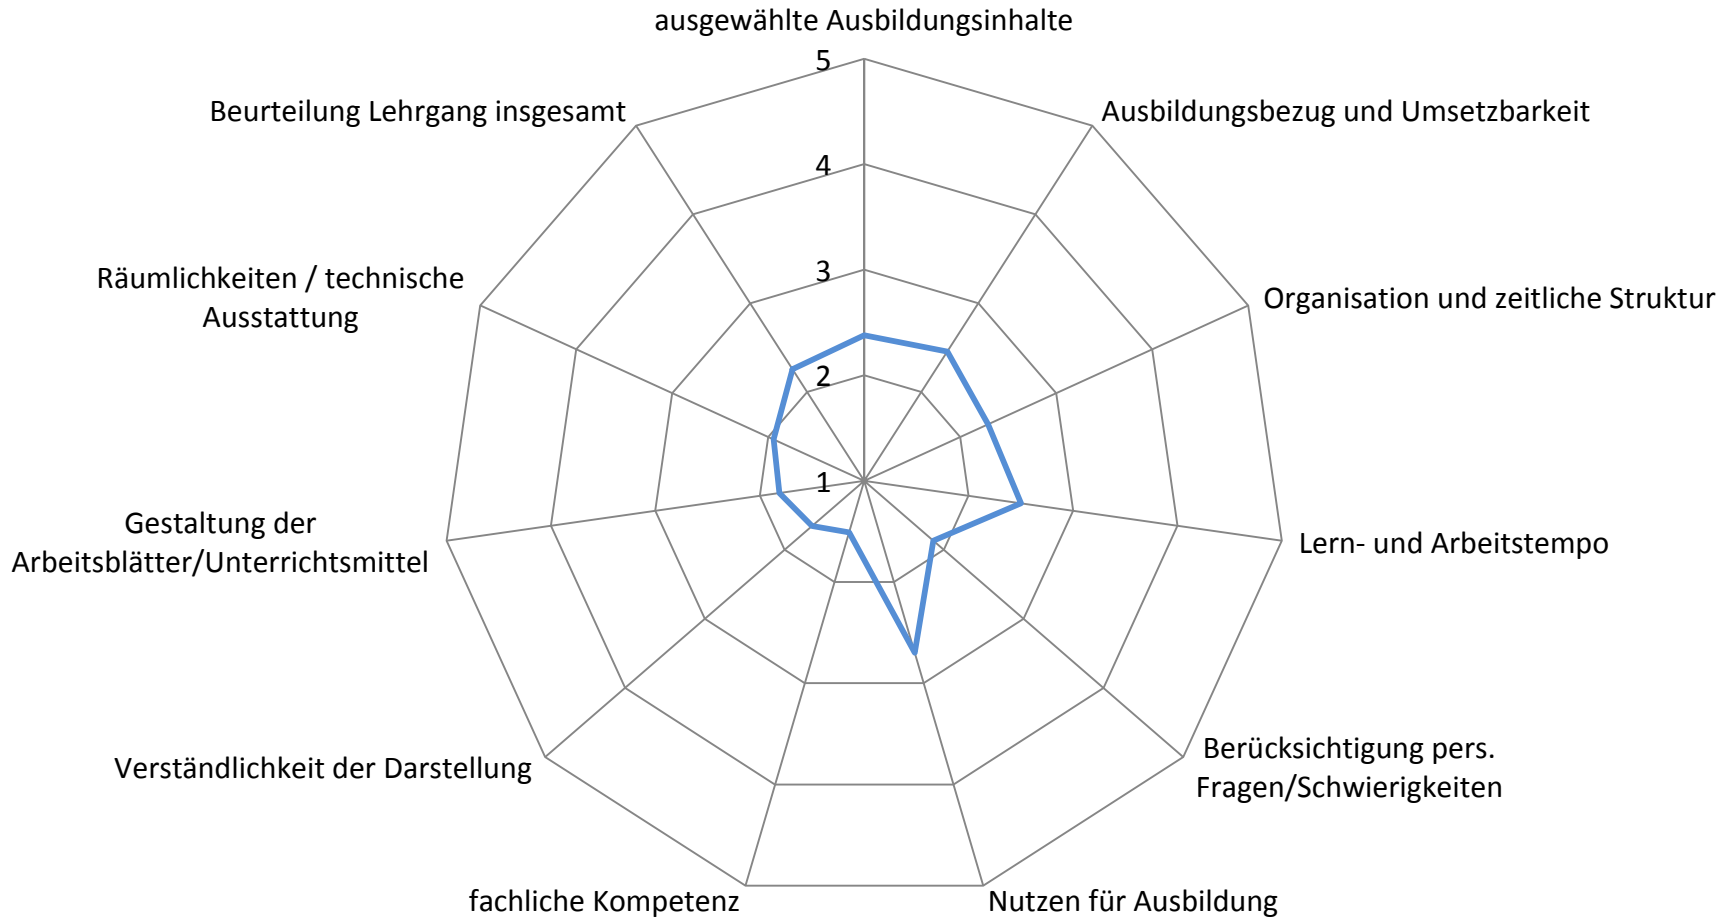 ausgewählte Ausbildungsinhalte
5
Beurteilung Lehrgang insgesamt
Ausbildungsbezug und Umsetzbarkeit
4
3
Räumlichkeiten / technische
Ausstattung
Organisation und zeitliche Struktur
2
1
Gestaltung der
Arbeitsblätter/Unterrichtsmittel
Lern- und Arbeitstempo
Verständlichkeit der Darstellung
Berücksichtigung pers.
Fragen/Schwierigkeiten
fachliche Kompetenz
Nutzen für Ausbildung